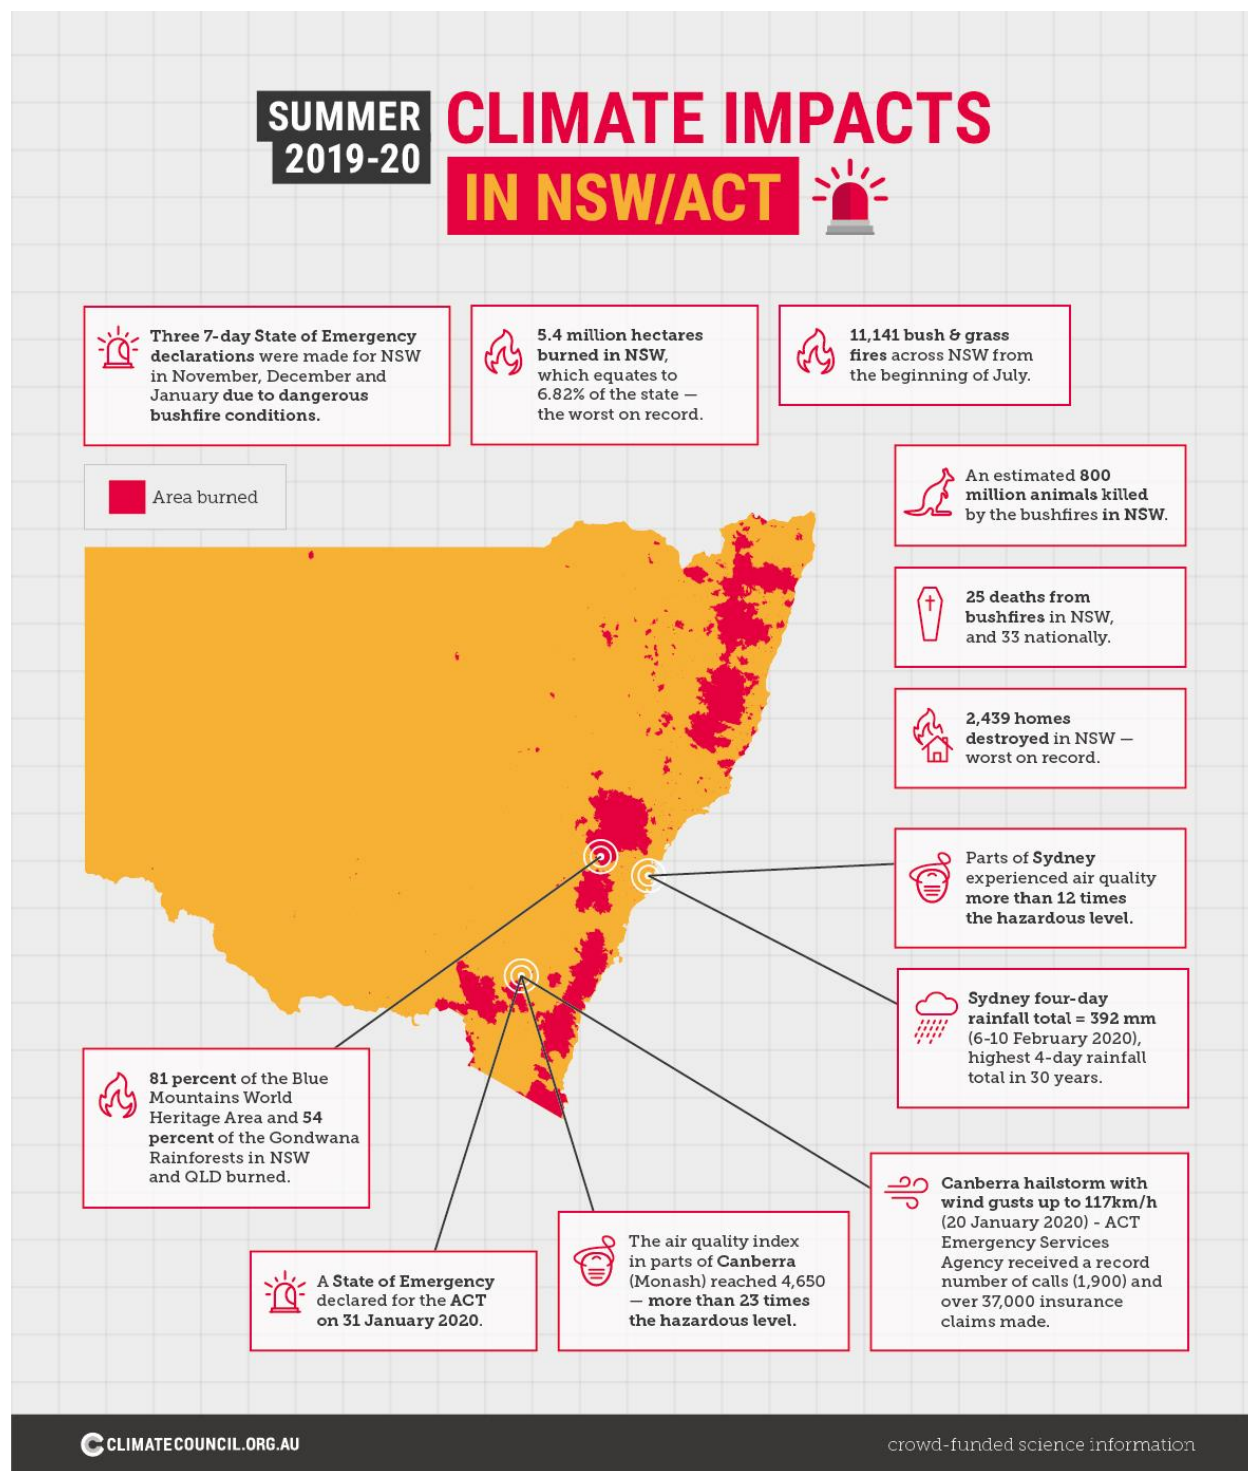 SUMMER
2019-20
CLIMATE IMPACTS
IN NSW/ACT
Three 7-day State of Emergency
declarations were made for NSW
in November, December and
January due to dangerous
bushfire conditions.
5.4 million hectares
burned in NSW,
which equates to
6.82% of the state —
the worst on record.
11,141 bush & grass
fires across NSW from
the beginning of July.
Area burned
An estimated 800
million animals killed
by the bushfires in NSW.
25 deaths from
bushfires in NSW,
and 33 nationally.
2,439 homes
destroyed in NSW —
worst on record.
Parts of Sydney
experienced air quality
more than 12 times
the hazardous level.
Sydney four-day
rainfall total = 392 mm
(6-10 February 2020),
highest 4-day rainfall
total in 30 years.
81 percent of the Blue
Mountains World
Heritage Area and 54
percent of the Gondwana
Rainforests in NSW
and QLD burned.
A State of Emergency
declared for the ACT
on 31 January 2020.
The air quality index
in parts of Canberra
(Monash) reached 4,650
— more than 23 times
the hazardous level.
Canberra hailstorm with
wind gusts up to 117km/h
(20 January 2020) - ACT
Emergency Services
Agency received a record
number of calls (1,900) and
over 37,000 insurance
claims made.
CLIMATECOUNCIL.ORG.AU
crowd-funded science information